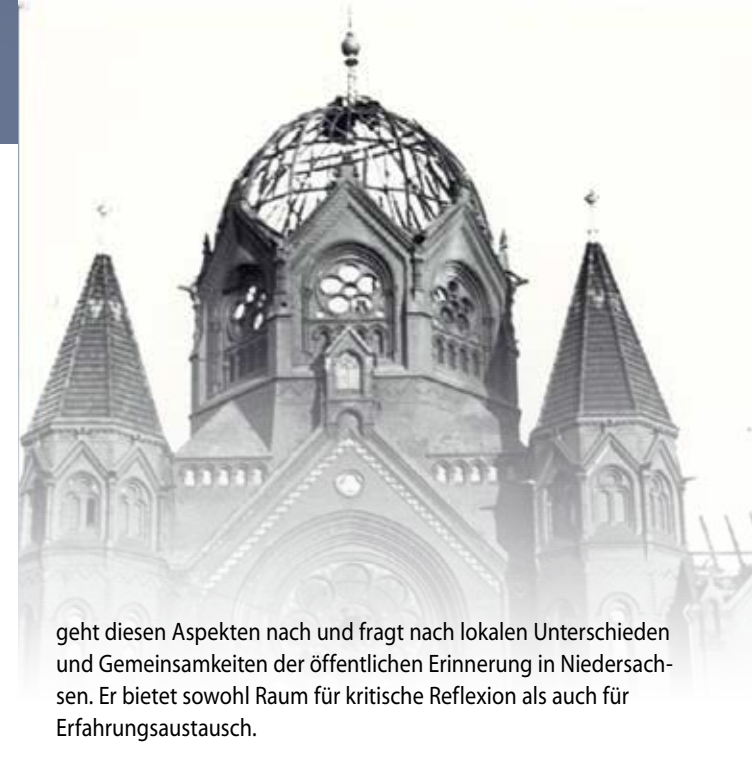 geht diesen Aspekten nach und fragt nach lokalen Unterschieden
und Gemeinsamkeiten der öffentlichen Erinnerung in Niedersach-
sen. Er bietet sowohl Raum für kritische Reflexion als auch für
Erfahrungsaustausch.